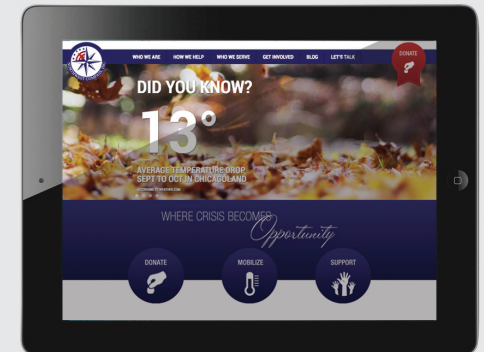 WHO WE ARE HOW WE HELP WHO WE SERVE GET INVOLVED BLOG LET'S TALK
DONATE
DID YOU KNOW?
13°
AVERAGE TEMPERATURE DROP
SEPT TO OCT IN CHICAGOLAND
WHERE CRISIS BECOMES
Opportunity
DONATE MOBILIZE SUPPORT